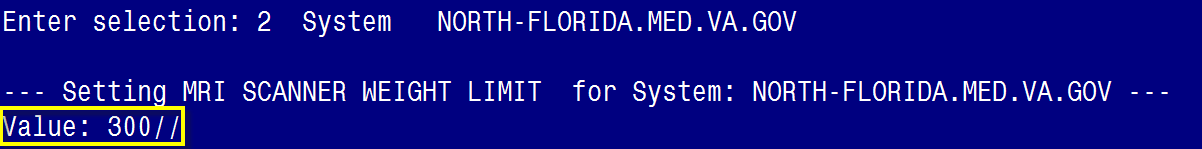 Enter selection: 2  System   NORTH-FLORIDA.MED.VA.GOV
--- Setting MRI SCANNER WEIGHT LIMIT  for System: NORTH-FLORIDA.MED.VA.GOV ---
Value: 300//